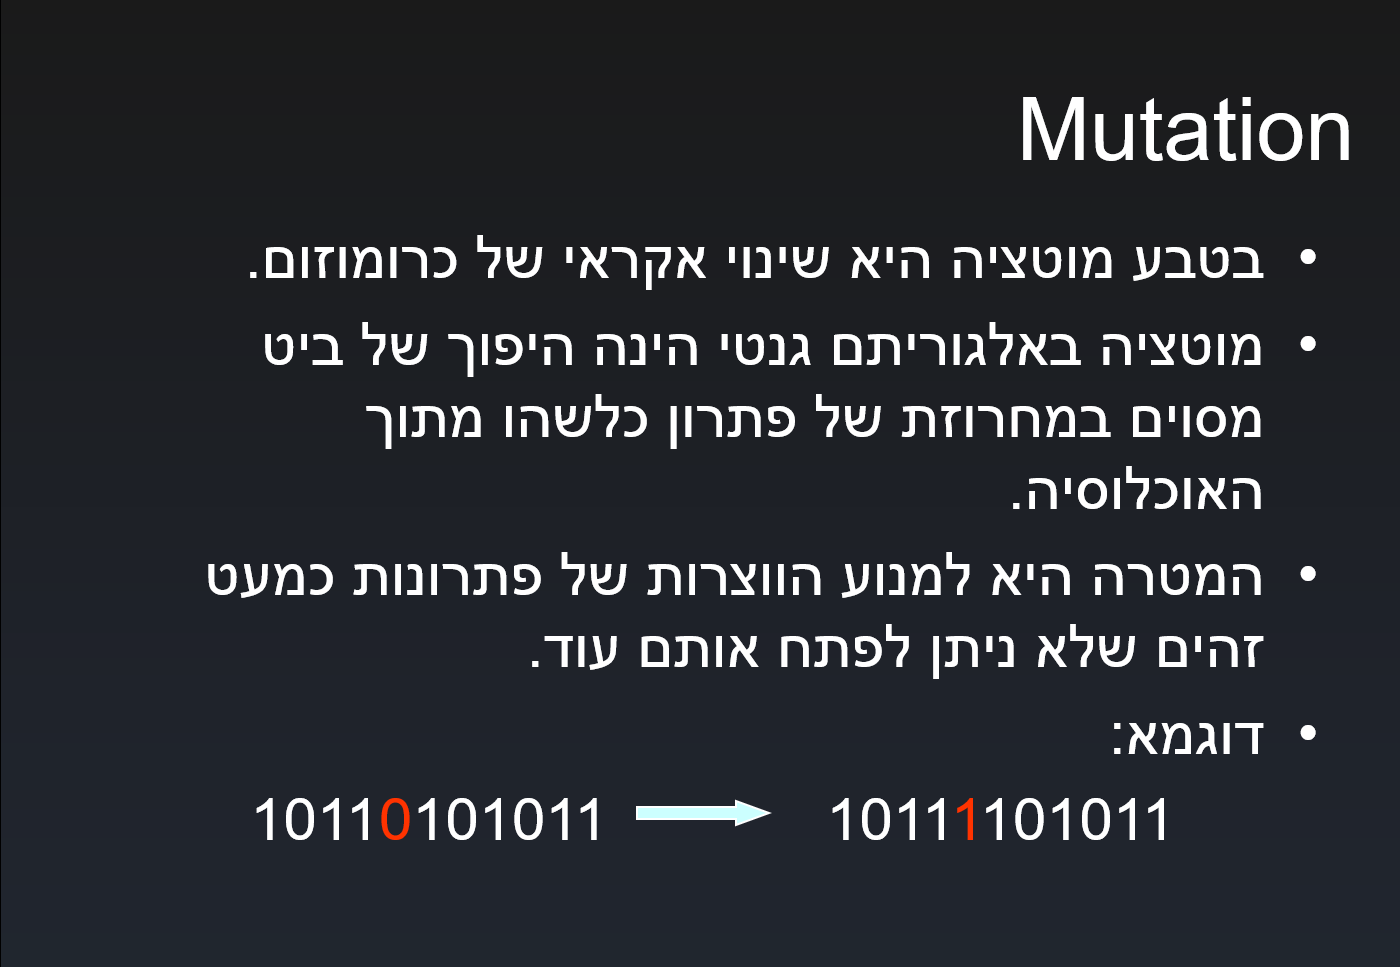 Mutation
• בטבע מוטציה היא שינוי אקראי של כרומוזום.
• מוטציה באלגוריתם גנטי הינה היפוך של ביט
מסוים במחרוזת של פתרון כלשהו מתוך
האוכלוסיה.
• המטרה היא למנוע הווצרות של פתרונות כמעט
זהים שלא ניתן לפתח אותם עוד.
• דוגמא:
10110101011 10111101011